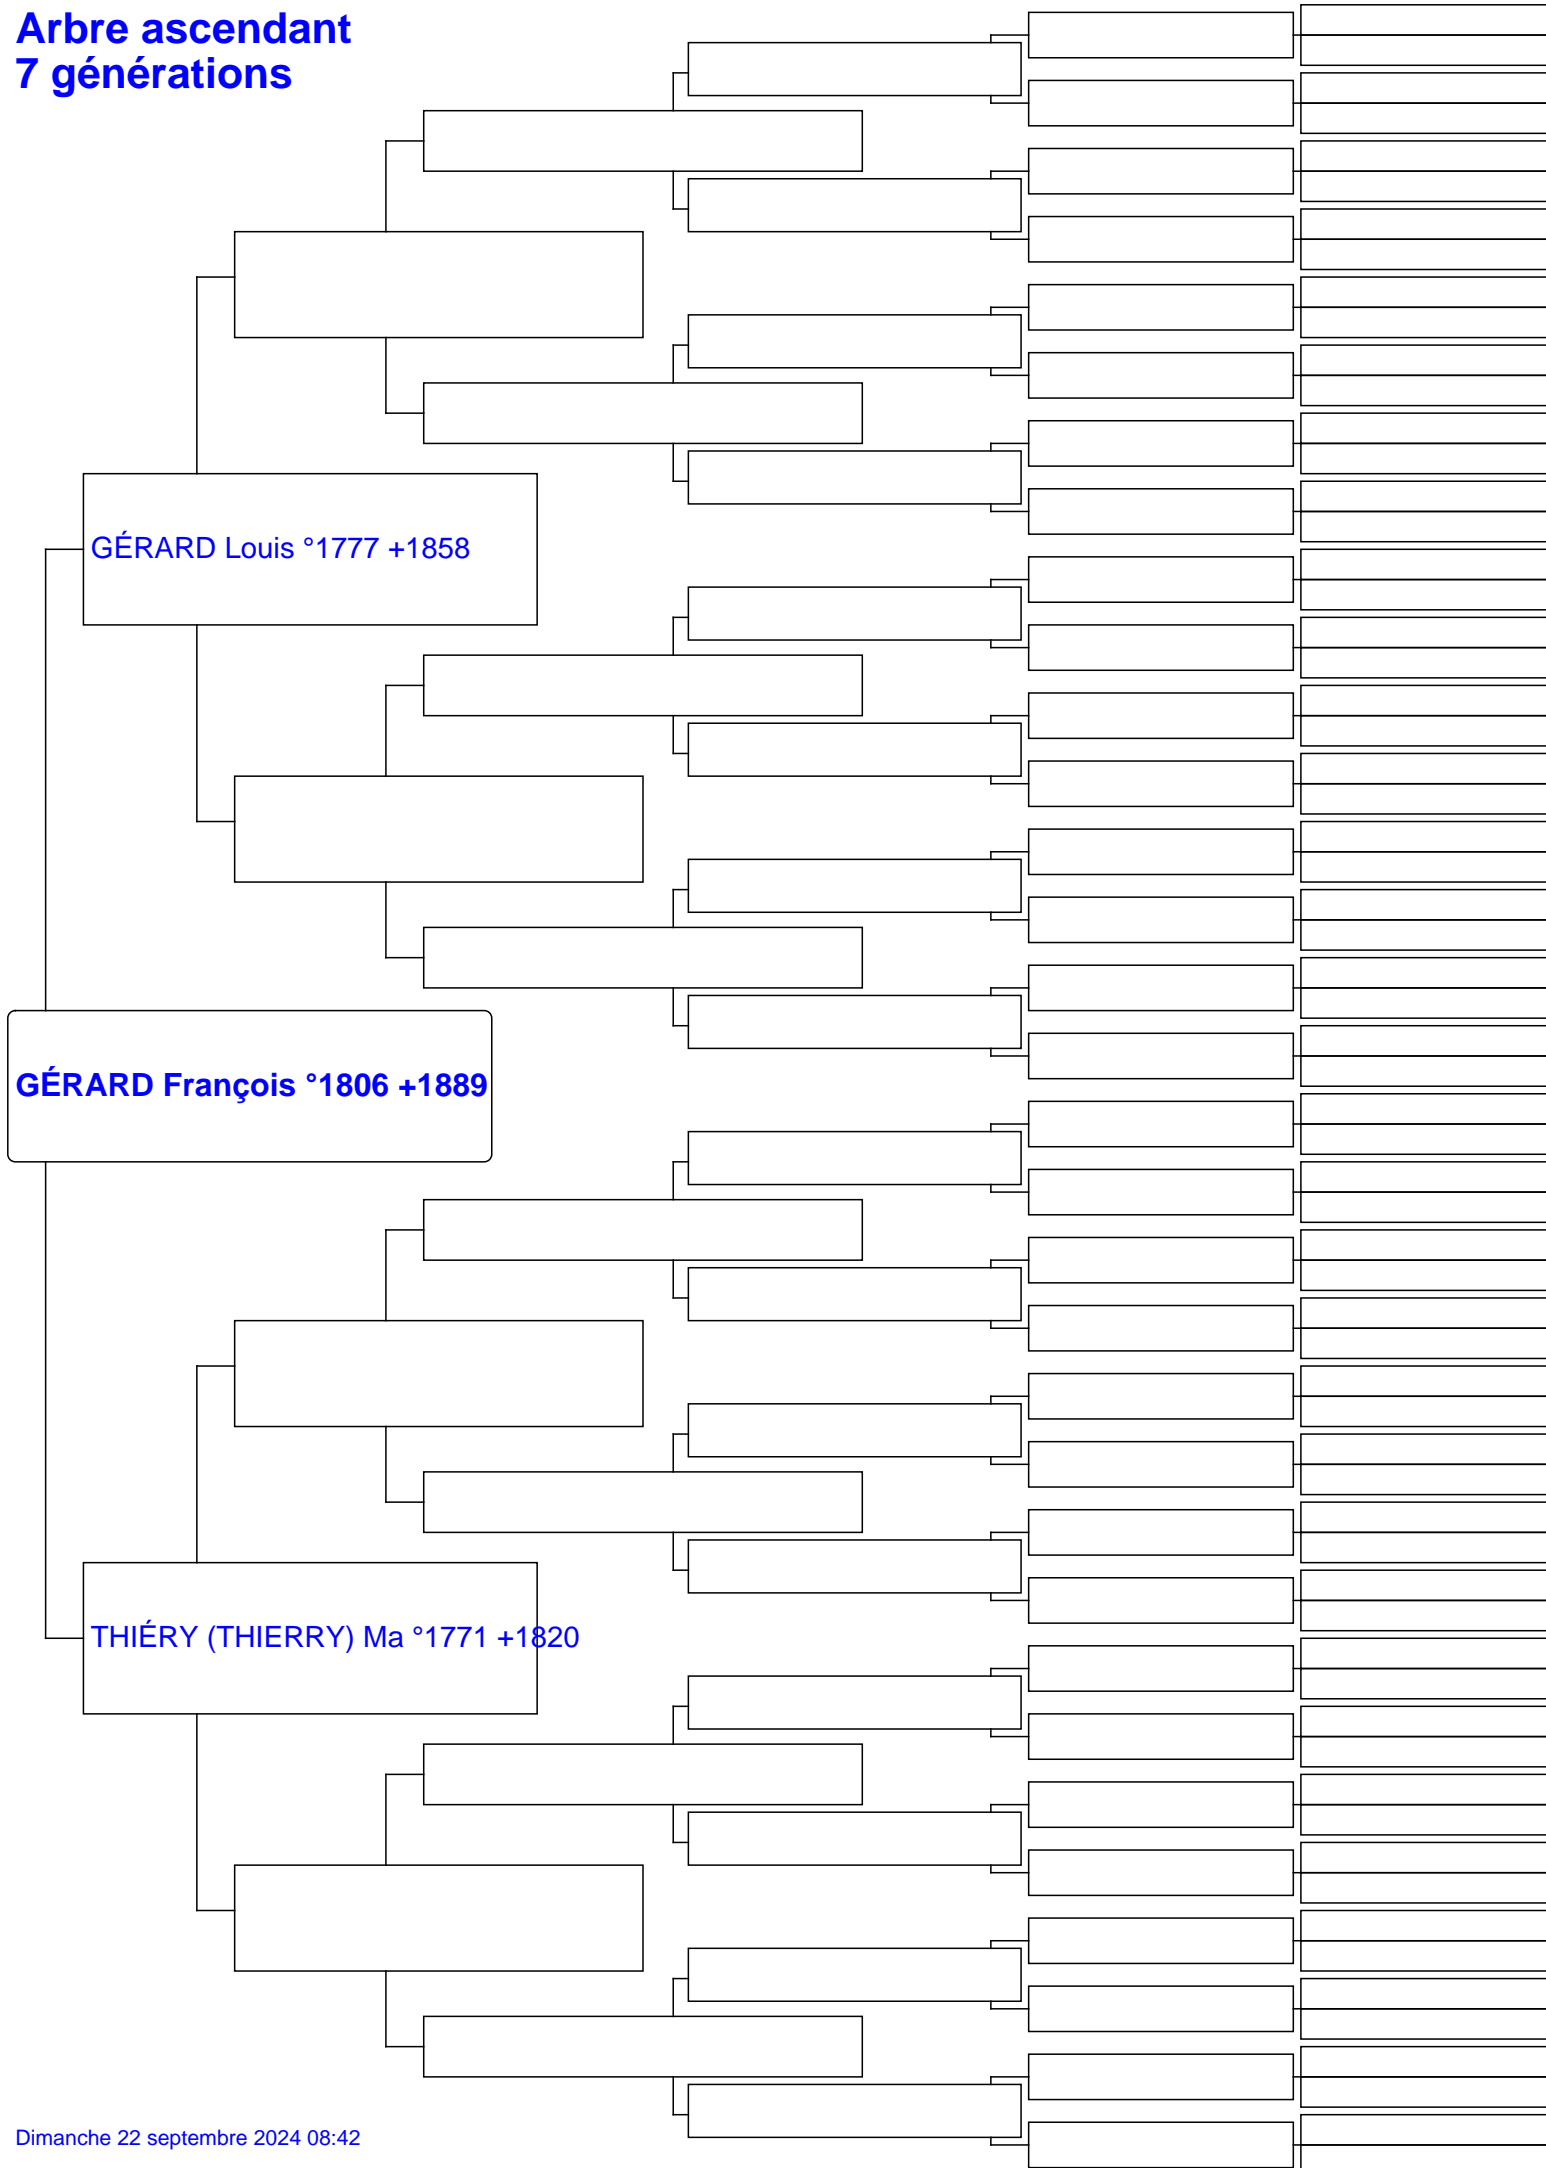 Arbre ascendant
7 générations
GÉRARD Louis °1777 +1858
GÉRARD François °1806 +1889
THIÉRY (THIERRY) Ma °1771 +1820
Dimanche 22 septembre 2024 08:42